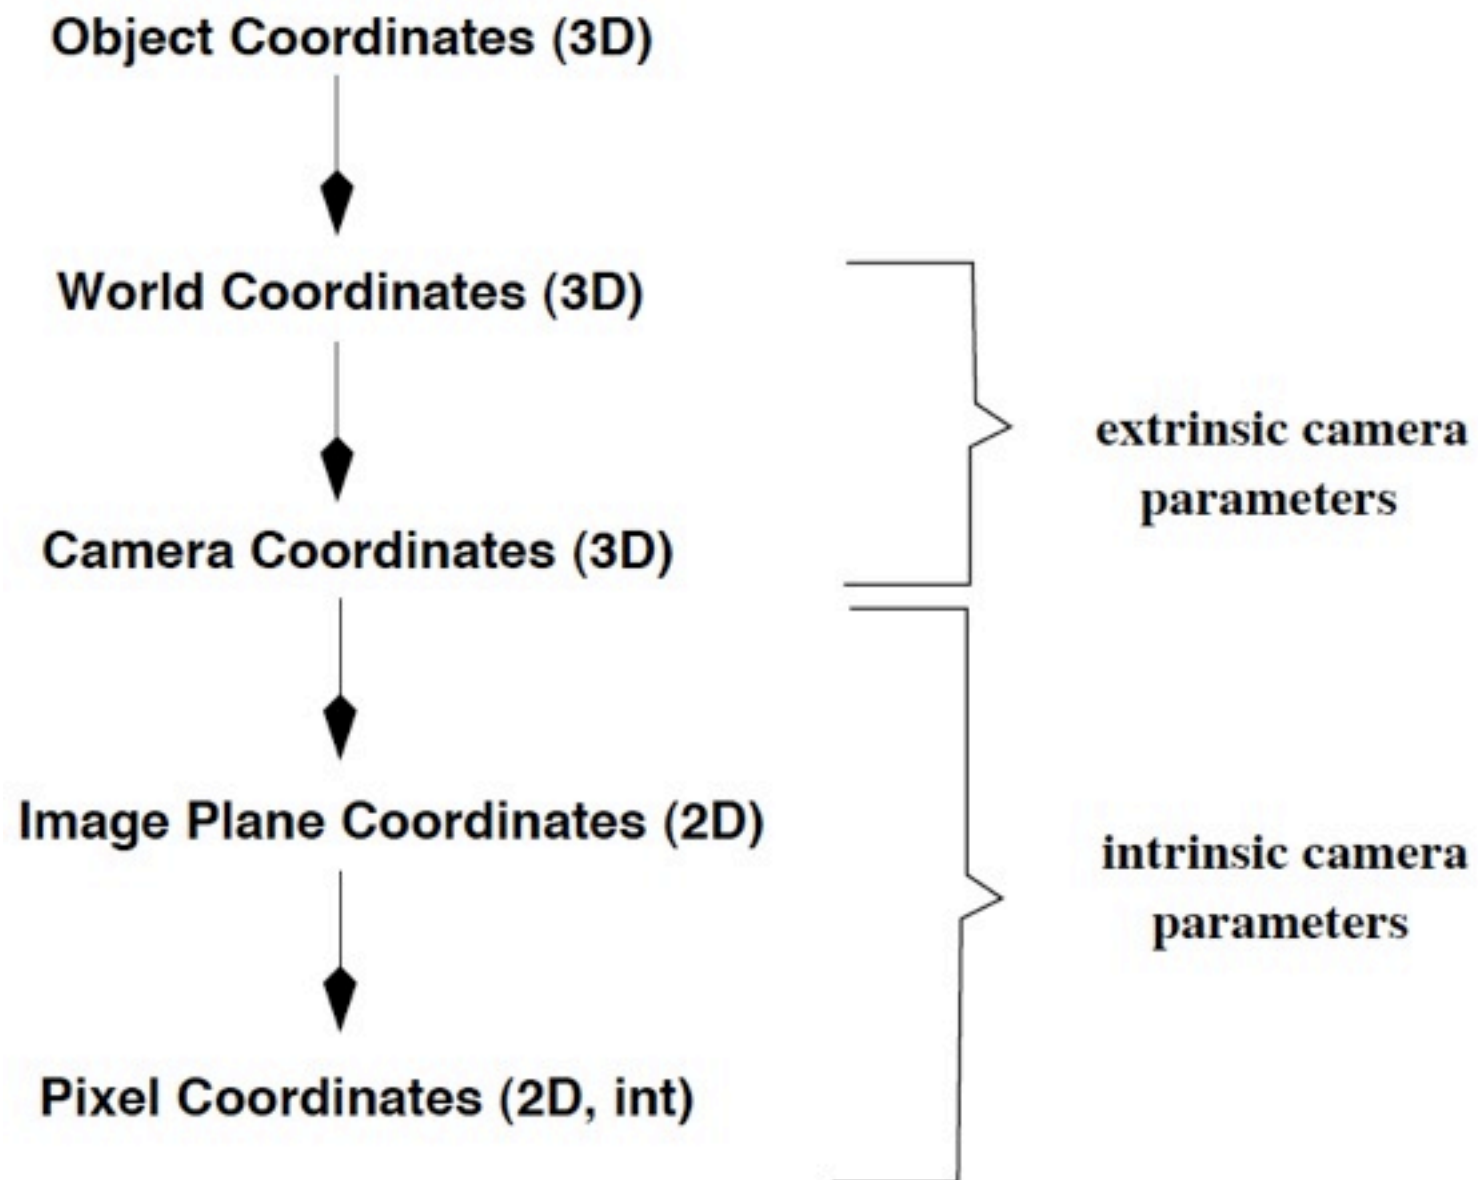 Object Coordinates (3D)
World Coordinates (3D)
extrinsic camera
parameters
Camera Coordinates (3D)
Image Plane Coordinates (2D)
intrinsic camera
parameters
Pixel Coordinates (2D, int)